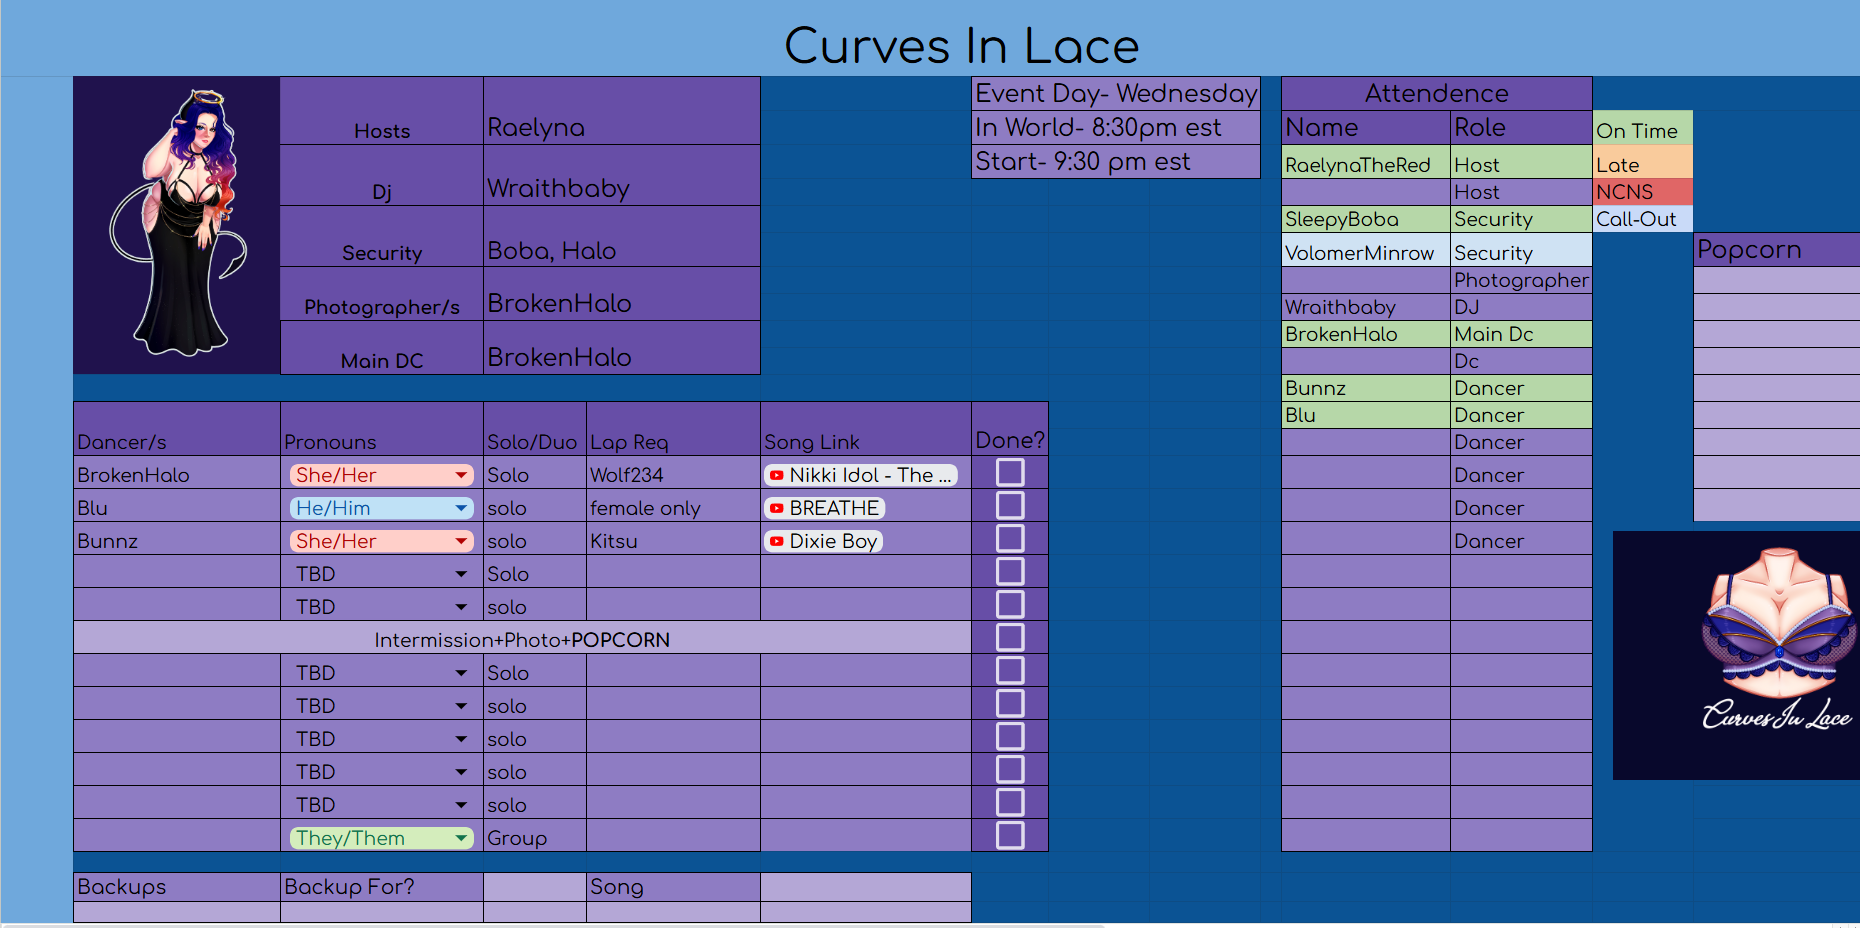 Curves In Lace
Hosts Raelyna
Dj Wraithbaby
Security Boba, Halo
Photographer/s BrokenHalo
Main DC BrokenHalo
Event Day- Wednesday
In World- 8:30pm est
Start- 9:30 pm est
Attendence
Name Role
RaelynaTheRed Host
Host
SleepyBoba Security
VolomerMinrow Security
Photographer
Wraithbaby DJ
BrokenHalo Main Dc
Dc
Bunnz Dancer
Blu Dancer
Dancer
Dancer
Dancer
Dancer
On Time
Late
NCNS
Call-Out
Popcorn
Dancer/s Pronouns Solo/Duo Lap Req Song Link Done?
BrokenHalo She/Her Solo Wolf234 Nikki Idol - The ...
Blu He/Him solo female only BREATHE
Bunnz She/Her solo Kitsu Dixie Boy
TBD Solo
TBD solo
Intermission+Photo+POPCORN
TBD Solo
TBD solo
TBD solo
TBD solo
TBD solo
They/Them Group
Curves In Lace
Backups Backup For? Song